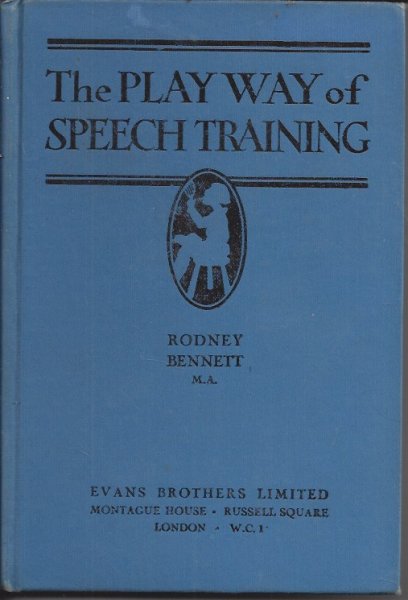 The PLAY WAY of
SPEECH TRAINING
RODNEY
BENNETT
M.A.
EVANS BROTHERS LIMITED
MONTAGUE HOUSE · RUSSELL SQUARE
LONDON · W.C.1